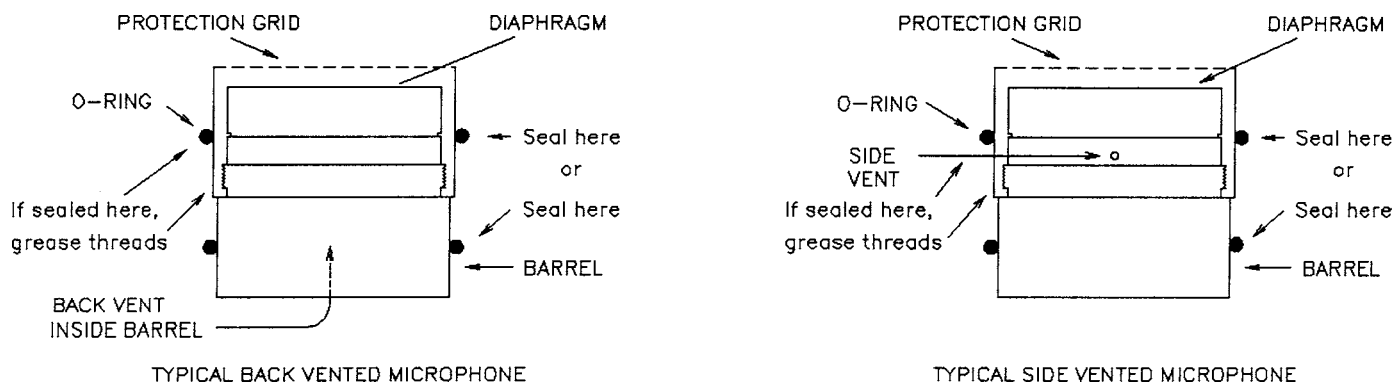 PROTECTION GRID
DIAPHRAGM
O-RING
Seal here
or
If sealed here,
grease threads
Seal here
BARREL
BACK VENT
INSIDE BARREL
TYPICAL BACK VENTED MICROPHONE
PROTECTION GRID
DIAPHRAGM
O-RING
Seal here
SIDE
VENT
or
If sealed here,
grease threads
Seal here
BARREL
TYPICAL SIDE VENTED MICROPHONE